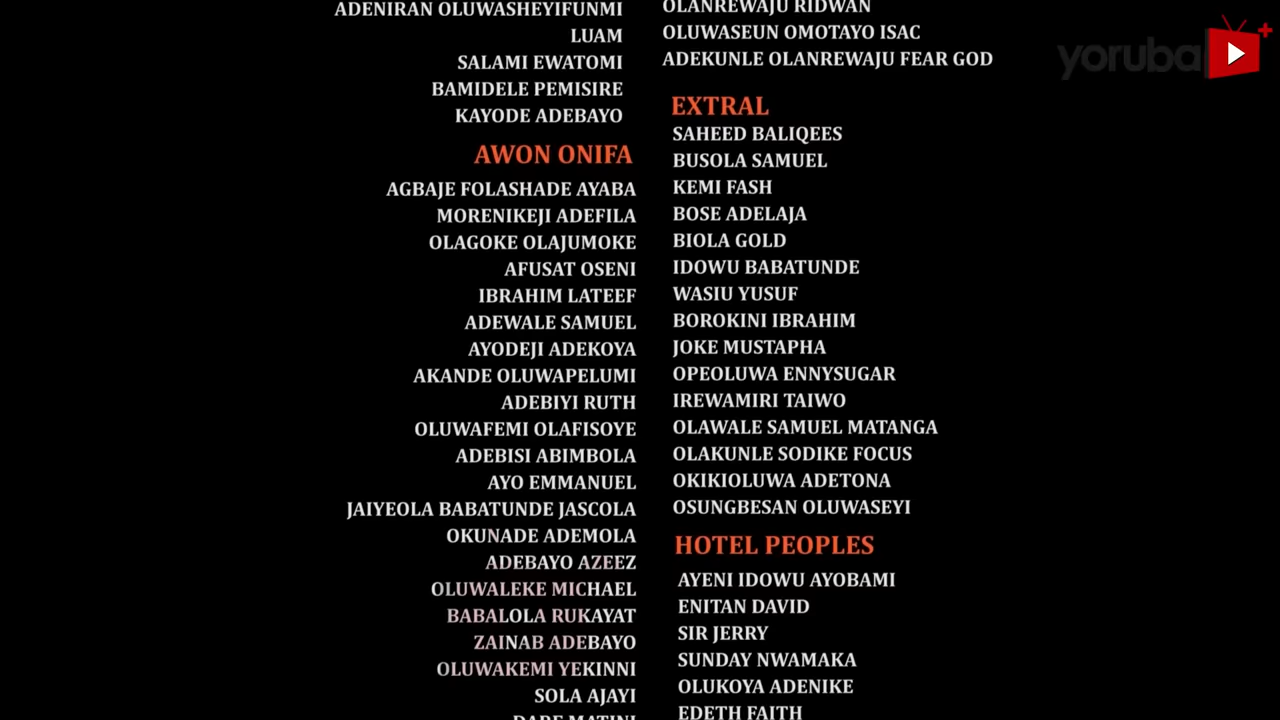 ADENIRAN OLUWASHEYIFUNMI
LUAM
SALAMI EWATOMI
BAMIDELE PEMISIRE
KAYODE ADEBAYO
AWON ONIFA
AGBAJE FOLASHADE AYABA
MORENIKEJI ADEFILA
OLAGOKE OLAJUMOKE
AFUSAT OSENI
IBRAHIM LATEEF
ADEWALE SAMUEL
AYODEJI ADEKOYA
AKANDE OLUWAPELUMI
ADEBIYI RUTH
OLUWAFEMI OLAFISOYE
ADEBISI ABIMBOLA
AYO EMMANUEL
JAIYEOLA BABATUNDE JASCOLA
OKUNADE ADEMOLA
ADEBAYO AZEEZ
OLUWALEKE MICHAEL
BABALOLA RUKAYAT
ZAINAB ADEBAYO
OLUWAKEMI YEKINNI
SOLA AJAYI
DARE MATINI
OLANREWAJU RIDWAN
OLUWASEUN OMOTAYO ISAC
ADEKUNLE OLANREWAJU FEAR GOD
EXTRAL
SAHEED BALIQEES
BUSOLA SAMUEL
KEMI FASH
BOSE ADELAJA
BIOLA GOLD
IDOWU BABATUNDE
WASIU YUSUF
BOROKINI IBRAHIM
JOKE MUSTAPHA
OPEOLUWA ENNYSUGAR
IREWAMIRI TAIWO
OLAWALE SAMUEL MATANGA
OLAKUNLE SODIKE FOCUS
OKIKIOLUWA ADETONA
OSUNGBESAN OLUWASEYI
HOTEL PEOPLES
AYENI IDOWU AYOBAMI
ENITAN DAVID
SIR JERRY
SUNDAY NWAMAKA
OLUKOYA ADENIKE
EDETH FAITH
yoruba